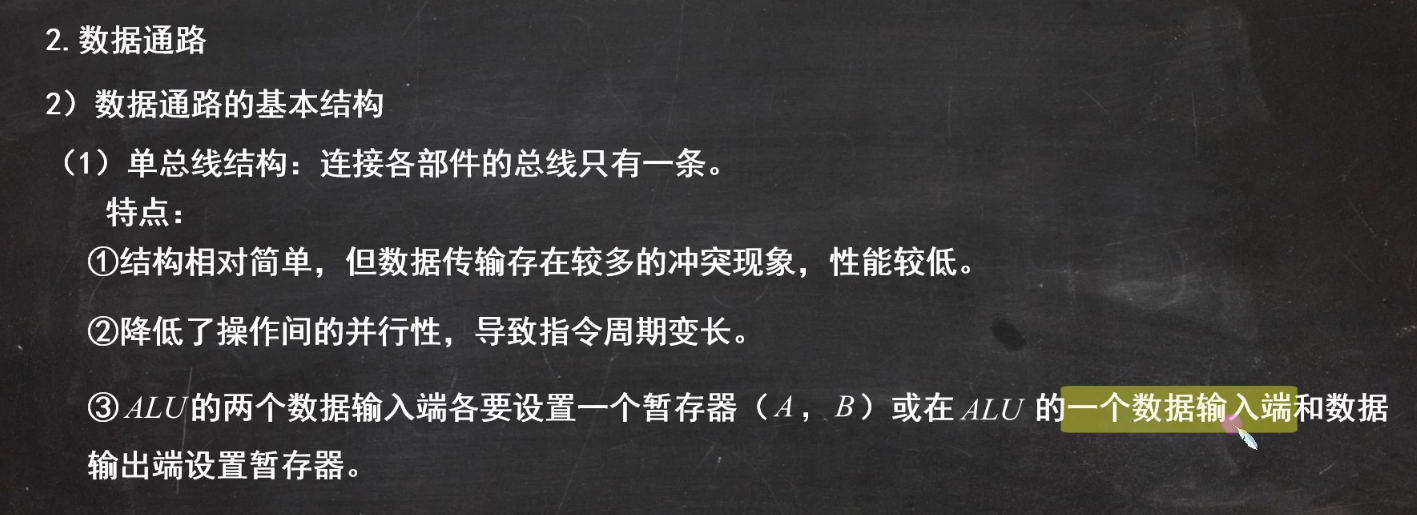 2. 数据通路
2）数据通路的基本结构
（1）单总线结构：连接各部件的总线只有一条。
特点：
①结构相对简单，但数据传输存在较多的冲突现象，性能较低。
②降低了操作间的并行性，导致指令周期变长。
③ALU的两个数据输入端各要设置一个暂存器（A，B）或在ALU 的一个数据输入端和数据
输出端设置暂存器。